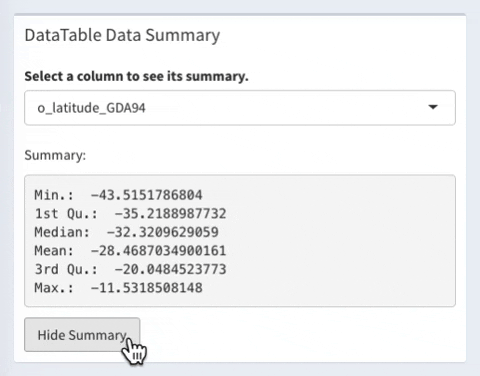 DataTable Data Summary
Select a column to see its summary.
o_latitude_GDA94
Summary:
Min.: -43.5151786804
1st Qu.: -35.2188987732
Median: -32.3209629059
Mean: -28.4687034900161
3rd Qu.: -20.0484523773
Max.: -11.5318508148
Hide Summary